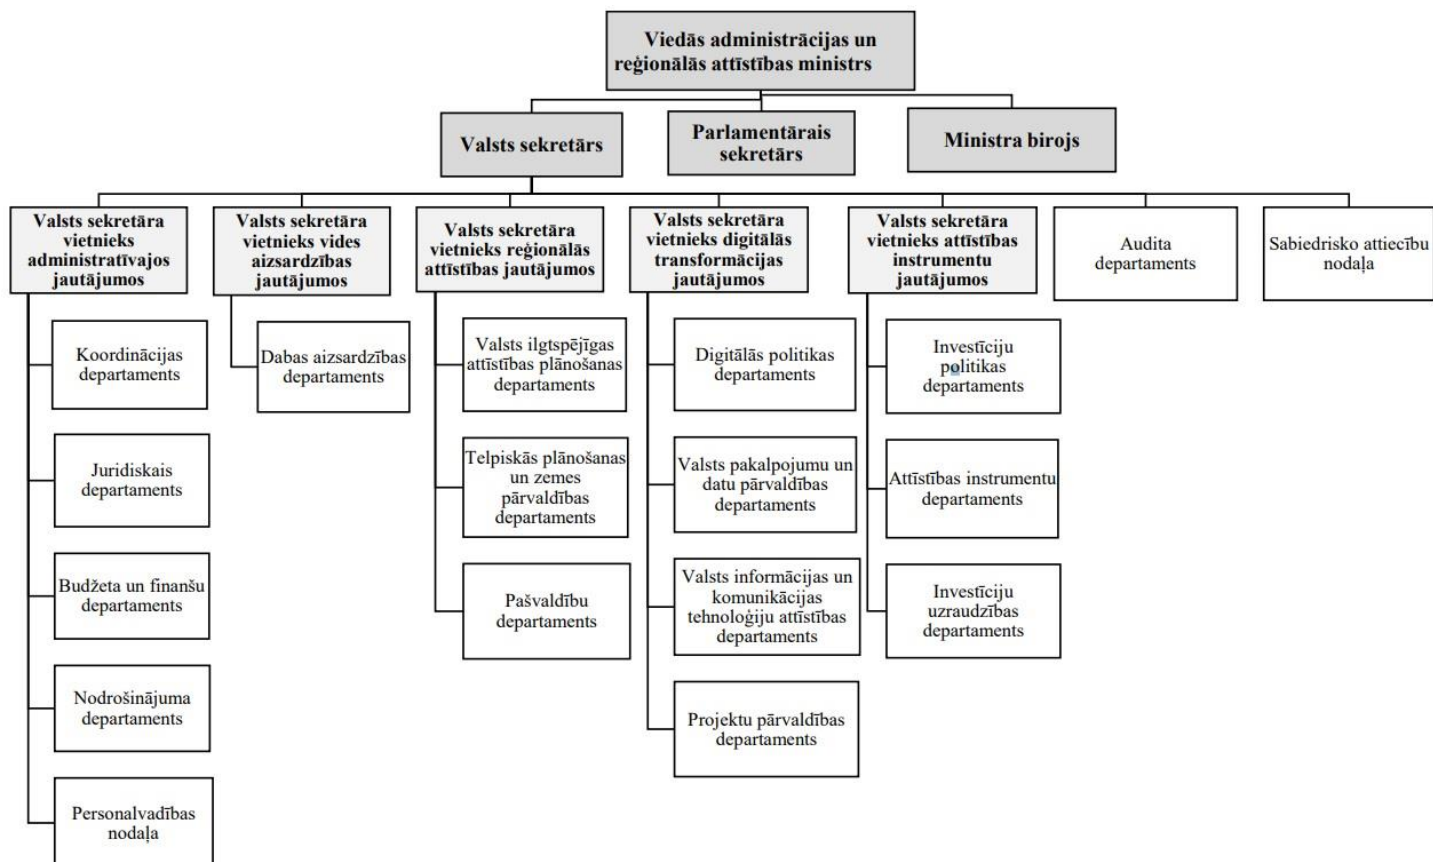 Viedās administrācijas un
reģionālās attīstības ministrs
Valsts sekretārs
Parlamentārais
sekretārs
Ministra birojs
Valsts sekretāra
vietnieks
administratīvajos
jautājumos
Valsts sekretāra
vietnieks vides
aizsardzības
jautājumos
Valsts sekretāra
vietnieks reģionālās
attīstības jautājumos
Valsts sekretāra
vietnieks digitālās
transformācijas
jautājumos
Valsts sekretāra
vietnieks attīstības
instrumentu
jautājumos
Audita
departaments
Sabiedrisko attiecību
nodaļa
Koordinācijas
departaments
Juridiskais
departaments
Budžeta un finanšu
departaments
Nodrošinājuma
departaments
Personalvadības
nodaļa
Dabas aizsardzības
departaments
Valsts ilgtspējīgas
attīstības plānošanas
departaments
Telpiskās plānošanas
un zemes
pārvaldības
departaments
Pašvaldību
departaments
Digitālās politikas
departaments
Valsts pakalpojumu un
datu pārvaldības
departaments
Valsts informācijas un
komunikācijas
tehnoloģiju attīstības
departaments
Projektu pārvaldības
departaments
Investīciju
politikas
departaments
Attīstības instrumentu
departaments
Investīciju
uzraudzības
departaments